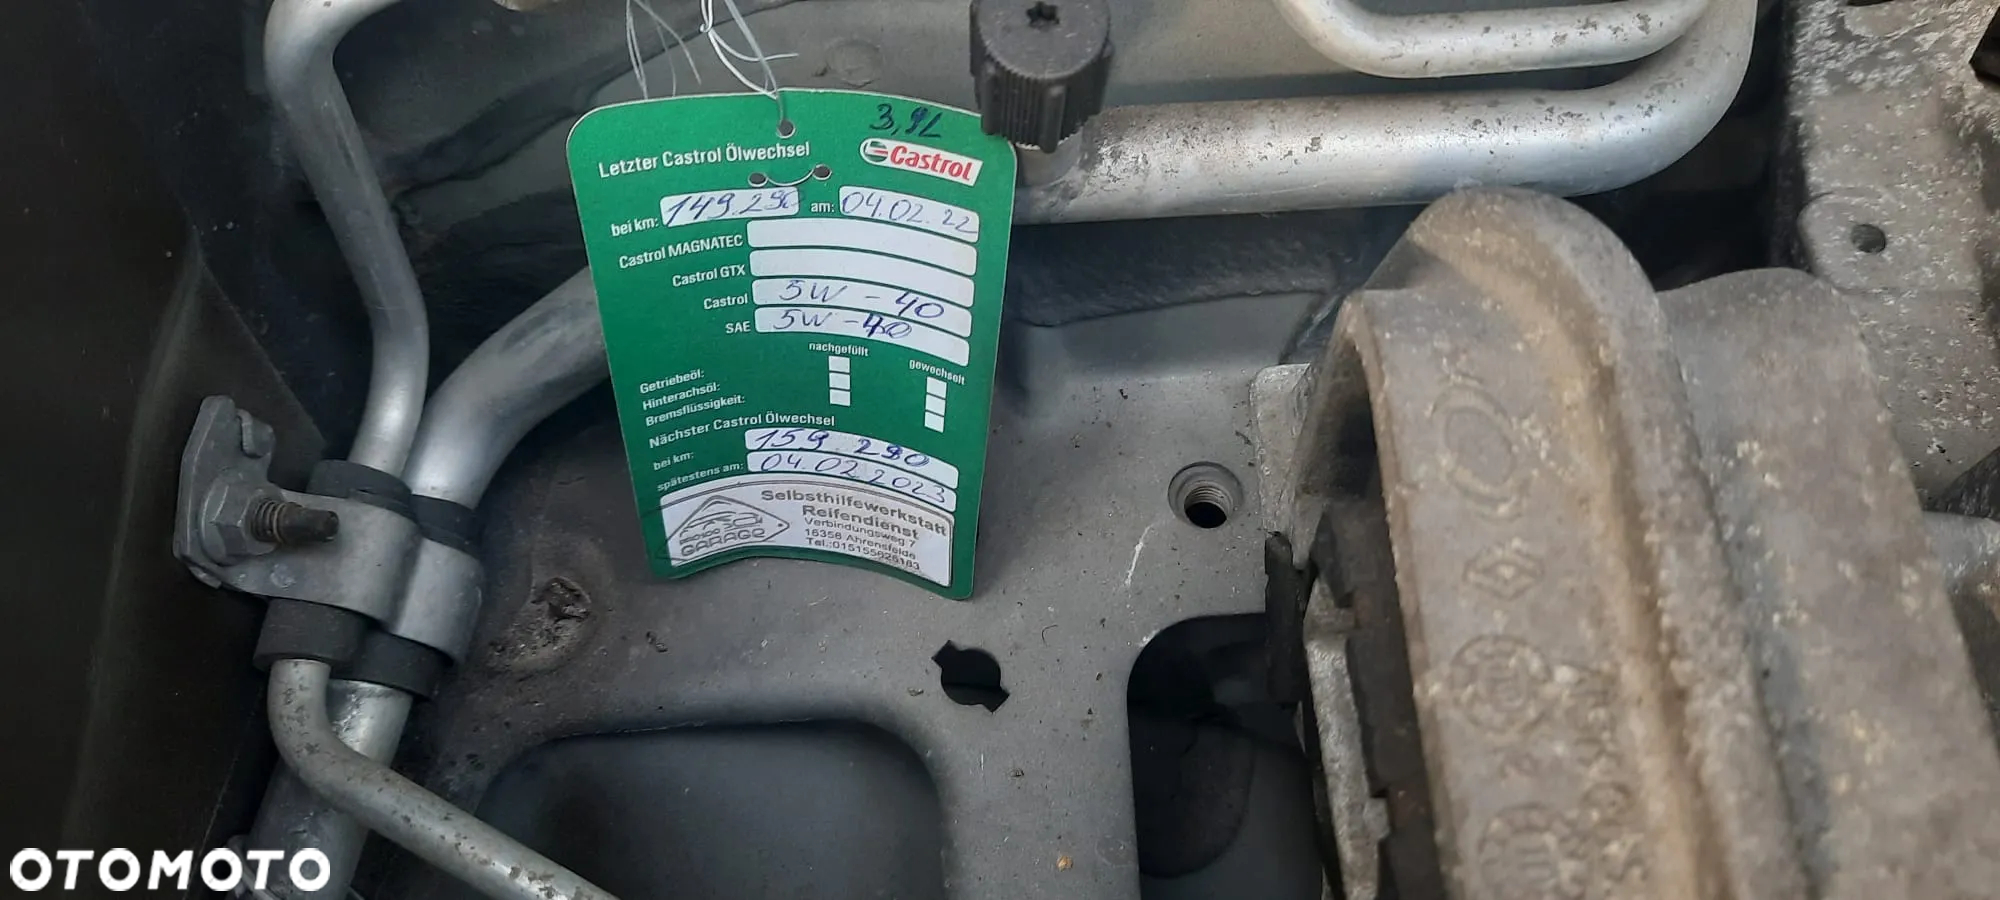 3,9L
Letzter Castrol Ölwechsel
Castrol
bei km: 149.290 am: 04.02.22
Castrol MAGNATEC
Castrol GTX
Castrol 5W-40
SAE 5W-40
nachgefüllt gewechselt
Getriebeöl:
Hinterachsöl:
Bremsflüssigkeit:
Nächster Castrol Ölwechsel
bei km: 159 290
spätestens am: 04.02.2023
Selbsthilfewerkstatt
Reifendienst
Verbindungsweg 7
16356 Ahrensfelde
Tel.:015155626183
GARAGE
OTOMOTO